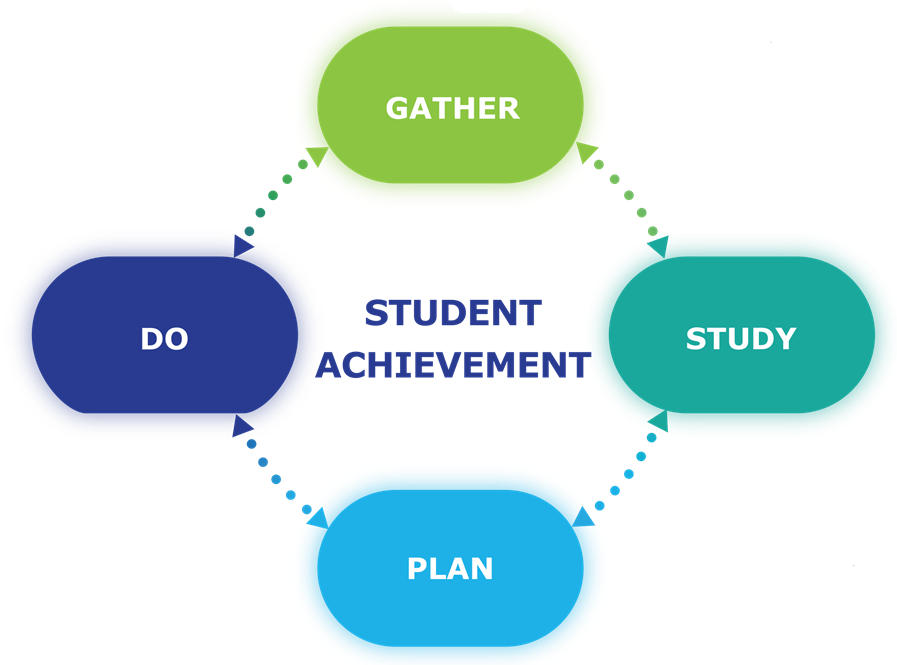 GATHER
DO
STUDENT
ACHIEVEMENT
STUDY
PLAN